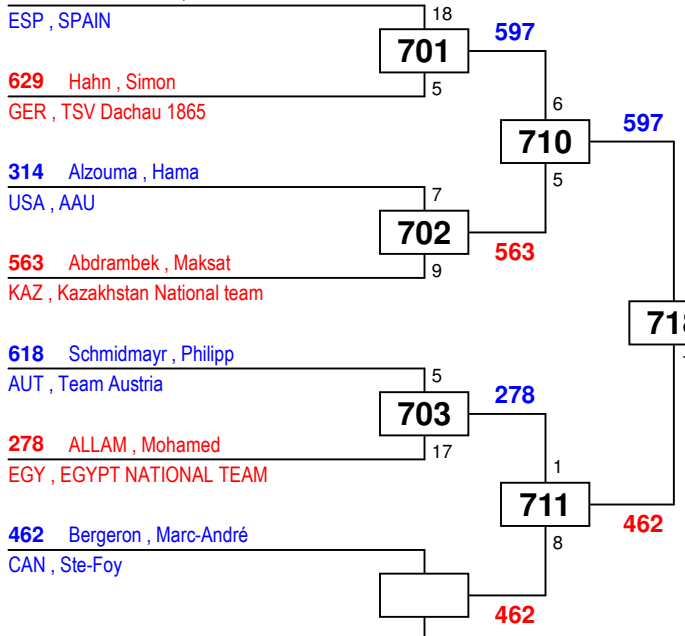 ESP , SPAIN
18
701
597
629 Hahn , Simon
5
GER , TSV Dachau 1865
6
597
710
314 Alzouma , Hama
USA , AAU
7
5
702
563
563 Abdrambek , Maksat
9
KAZ , Kazakhstan National team
718
618 Schmidmayr , Philipp
AUT , Team Austria
5
278
703
278 ALLAM , Mohamed
17
EGY , EGYPT NATIONAL TEAM
1
711
462
462 Bergeron , Marc-André
8
CAN , Ste-Foy
462